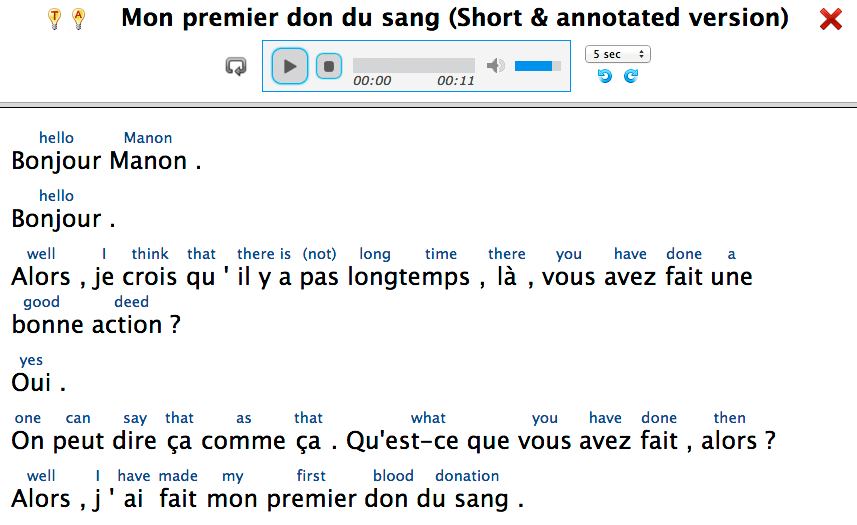 T A Mon premier don du sang (Short & annotated version)
5 sec
00:00 00:11
hello Manon
Bonjour Manon .
hello
Bonjour .
well I think that there is (not) long time there you have done a
Alors , je crois qu ' il y a pas longtemps , là , vous avez fait une
good deed
bonne action ?
yes
Oui .
one can say that as that what you have done then
On peut dire ça comme ça . Qu'est-ce que vous avez fait , alors ?
well I have made my first blood donation
Alors , j ' ai fait mon premier don du sang .